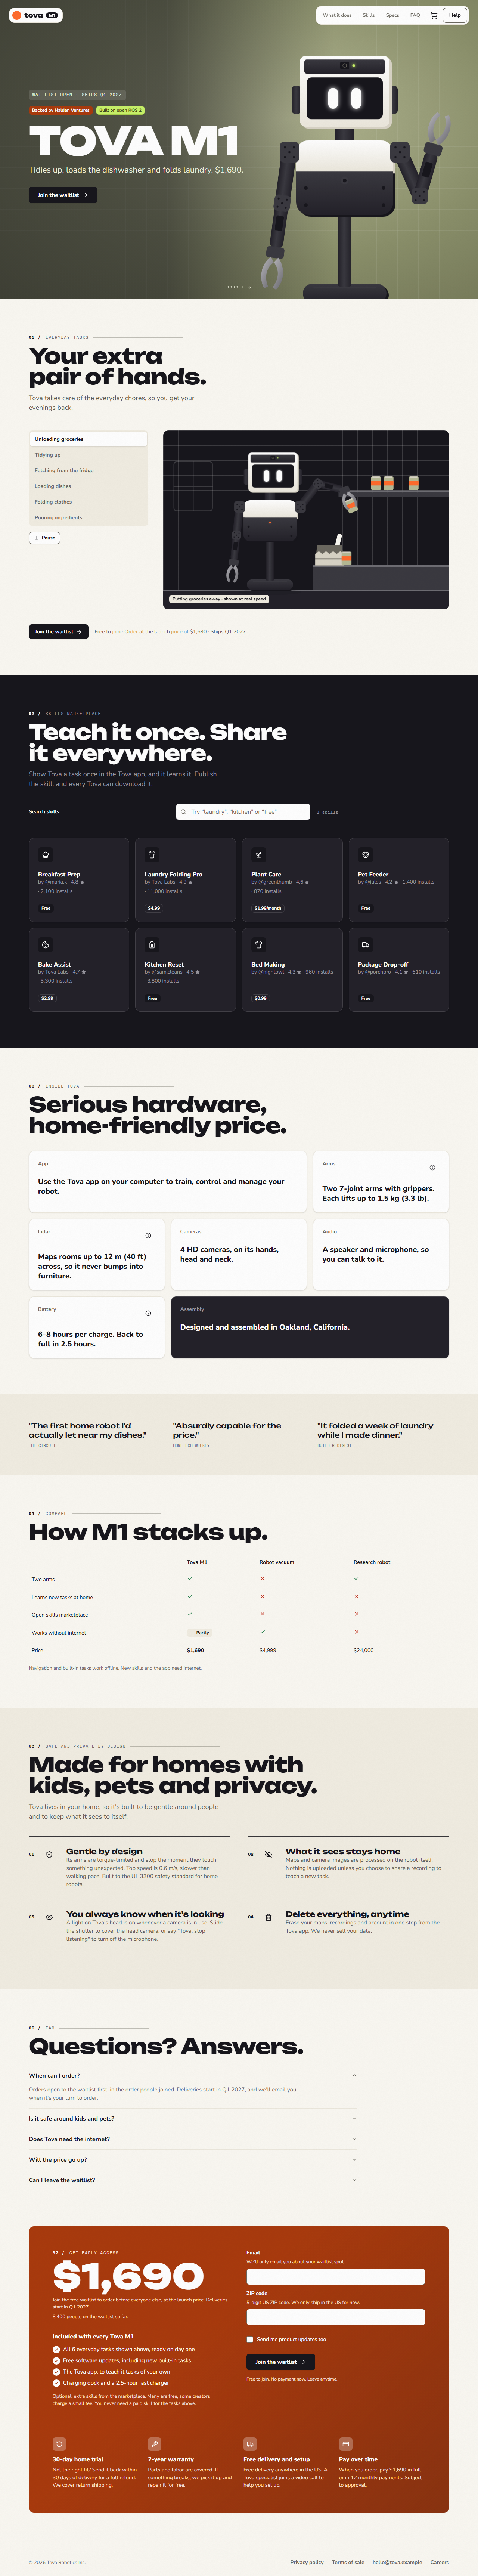 tova M1
What it does
Skills
Specs
FAQ
Help
WAITLIST OPEN · SHIPS Q1 2027
Backed by Halden Ventures
Built on open ROS 2
TOVA M1
Tidies up, loads the dishwasher and folds laundry. $1,690.
Join the waitlist →
SCROLL ↓
01 / EVERYDAY TASKS
Your extra
pair of hands.
Tova takes care of the everyday chores, so you get your
evenings back.
Unloading groceries
Tidying up
Fetching from the fridge
Loading dishes
Folding clothes
Pouring ingredients
Pause
Putting groceries away · shown at real speed
Join the waitlist →
Free to join · Order at the launch price of $1,690 · Ships Q1 2027
SKILLS MARKETPLACE
Teach it once. Share
it everywhere.
Show Tova a task once in the Tova app, and it learns it. Publish
the skill, and every Tova can download it.
Search skills
Try "laundry", "kitchen" or "free"
8 skills
Breakfast Prep
by @maria.k · 4.8 ★
· 2,100 installs
Free
Laundry Folding Pro
by Tova Labs · 4.9 ★
· 11,000 installs
$4.99
Plant Care
by @greenthumb · 4.6 ★
· 870 installs
$1.99/month
Pet Feeder
by @jules · 4.2 ★ · 1,400 installs
Free
Bake Assist
by Tova Labs · 4.7 ★
· 5,300 installs
$2.99
Kitchen Reset
by @sam.cleans · 4.5 ★
· 3,800 installs
Free
Bed Making
by @nightowl · 4.3 ★ · 960 installs
$0.99
Package Drop-off
by @porchpro · 4.1 ★ · 610 installs
Free
03 / INSIDE TOVA
Serious hardware,
home-friendly price.
App
Use the Tova app on your computer to train, control and manage your
robot.
Arms
Two 7-joint arms with grippers.
Each lifts up to 1.5 kg (3.3 lb).
Lidar
Maps rooms up to 12 m (40 ft)
across, so it never bumps into
furniture.
Cameras
4 HD cameras, on its hands,
head and neck.
Audio
A speaker and microphone, so
you can talk to it.
Battery
6–8 hours per charge. Back to
full in 2.5 hours.
Assembly
Designed and assembled in Oakland, California.
"The first home robot I'd
actually let near my dishes."
THE CIRCUIT
"Absurdly capable for the
price."
HOMETECH WEEKLY
"It folded a week of laundry
while I made dinner."
BUILDER DIGEST
04 / COMPARE
How M1 stacks up.
Tova M1
Robot vacuum
Research robot
Two arms
Learns new tasks at home
Open skills marketplace
Works without internet
Partly
Price
$1,690
$4,999
$24,000
Navigation and built-in tasks work offline. New skills and the app need internet.
05 / SAFE AND PRIVATE BY DESIGN
Made for homes with
kids, pets and privacy.
Tova lives in your home, so it's built to be gentle around people
and to keep what it sees to itself.
01
Gentle by design
Its arms are torque-limited and stop the moment they touch
something unexpected. Top speed is 0.6 m/s, slower than
walking pace. Built to the UL 3300 safety standard for home
robots.
02
What it sees stays home
Maps and camera images are processed on the robot itself.
Nothing is uploaded unless you choose to share a recording to
teach a new task.
03
You always know when it's looking
A light on Tova's head is on whenever a camera is in use. Slide
the shutter to cover the head camera, or say "Tova, stop
listening" to turn off the microphone.
04
Delete everything, anytime
Erase your maps, recordings and account in one step from the
Tova app. We never sell your data.
06 / FAQ
Questions? Answers.
When can I order?
Orders open to the waitlist first, in the order people joined. Deliveries start in Q1 2027, and we'll email you
when it's your turn to order.
Is it safe around kids and pets?
Does Tova need the internet?
Will the price go up?
Can I leave the waitlist?
07 / GET EARLY ACCESS
$1,690
Join the free waitlist to order before everyone else, at the launch price. Deliveries
start in Q1 2027.
8,400 people on the waitlist so far.
Included with every Tova M1
All 6 everyday tasks shown above, ready on day one
Free software updates, including new built-in tasks
The Tova app, to teach it tasks of your own
Charging dock and a 2.5-hour fast charger
Optional: extra skills from the marketplace. Many are free, some creators
charge a small fee. You never need a paid skill for the tasks above.
Email
We'll only email you about your waitlist spot.
ZIP code
5-digit US ZIP code. We only ship in the US for now.
Send me product updates too
Join the waitlist →
Free to join. No payment now. Leave anytime.
30-day home trial
Not the right fit? Send it back within
30 days of delivery for a full refund.
We cover return shipping.
2-year warranty
Parts and labor are covered. If
something breaks, we pick it up and
repair it for free.
Free delivery and setup
Free delivery anywhere in the US. A
Tova specialist joins a video call to
help you set up.
Pay over time
When you order, pay $1,690 in full
or in 12 monthly payments. Subject
to approval.
© 2026 Tova Robotics Inc.
Privacy policy
Terms of sale
hello@tova.example
Careers